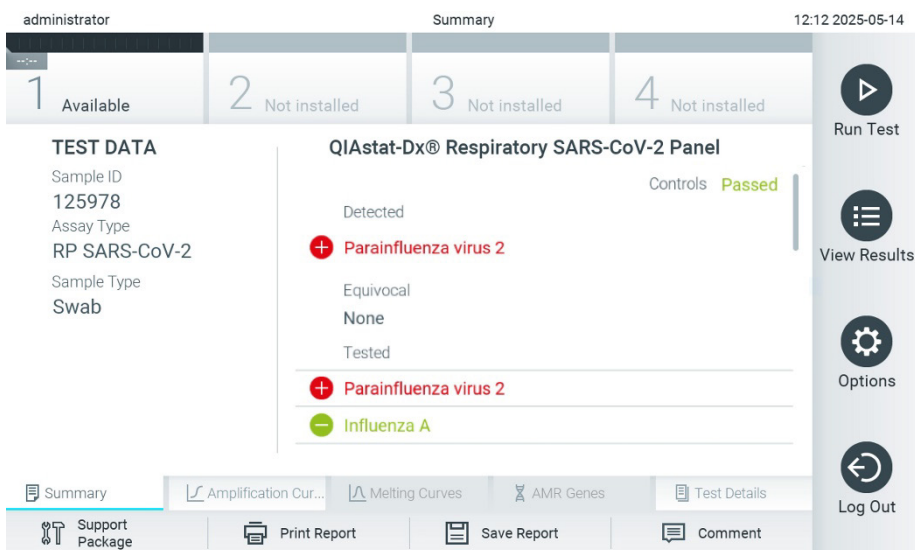 administrator
Summary
12:12 2025-05-14
--:--
1 Available
2 Not installed
3 Not installed
4 Not installed
Run Test
View Results
Options
Log Out
TEST DATA
Sample ID
125978
Assay Type
RP SARS-CoV-2
Sample Type
Swab
QIAstat-Dx® Respiratory SARS-CoV-2 Panel
Controls Passed
Detected
Parainfluenza virus 2
Equivocal
None
Tested
Parainfluenza virus 2
Influenza A
Summary
Amplification Cur...
Melting Curves
AMR Genes
Test Details
Support
Package
Print Report
Save Report
Comment